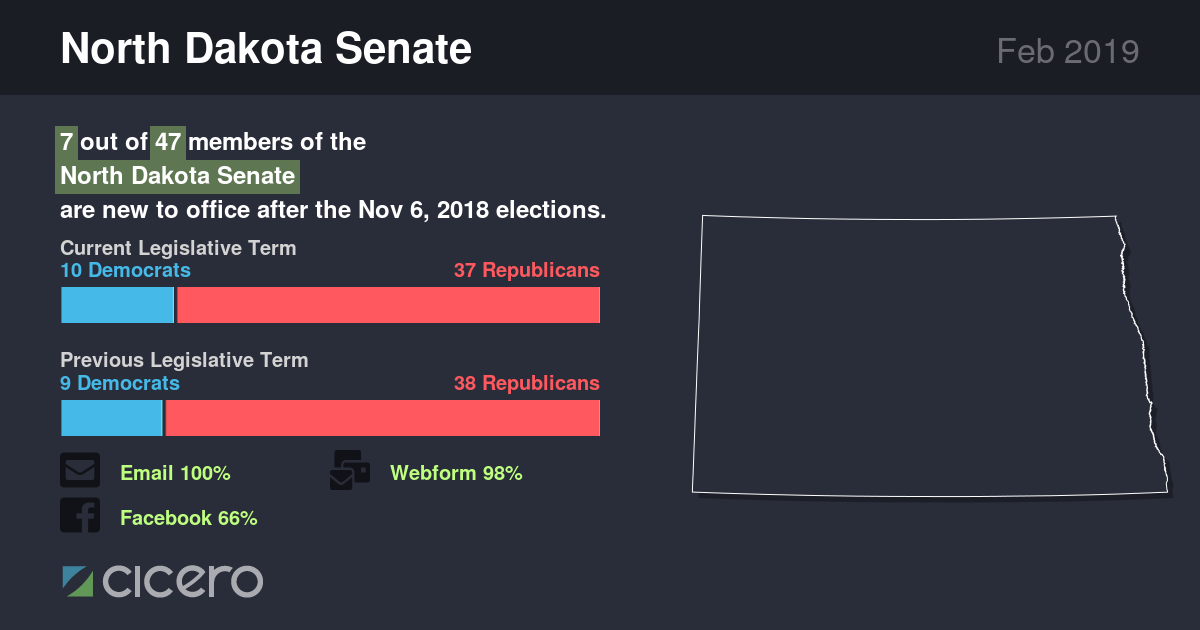 North Dakota Senate
Feb 2019
7 out of 47 members of the
North Dakota Senate
are new to office after the Nov 6, 2018 elections.
Current Legislative Term
10 Democrats
37 Republicans
Previous Legislative Term
9 Democrats
38 Republicans
Email 100%
Webform 98%
Facebook 66%
cicero